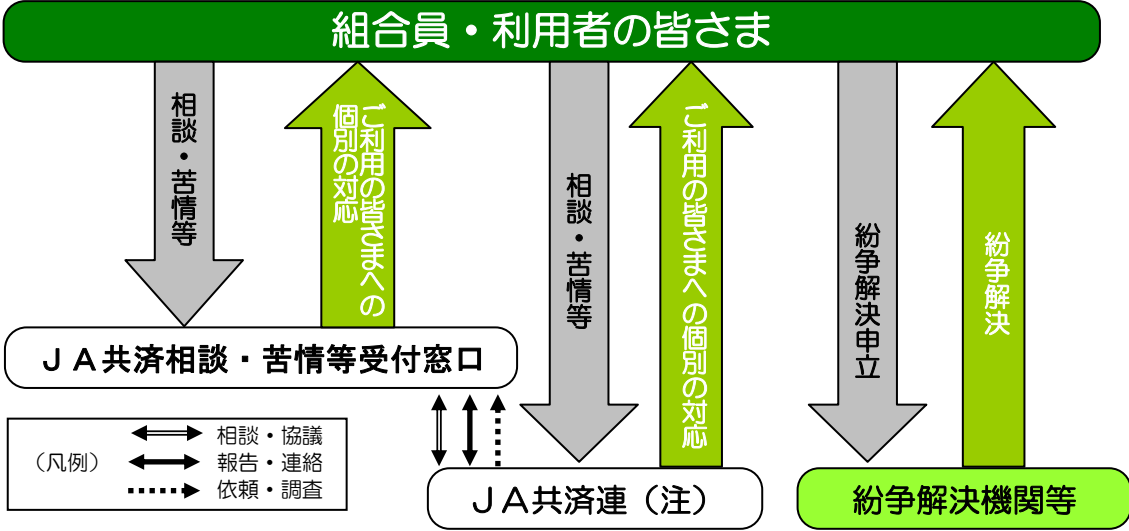 組合員・利用者の皆さま
相談・苦情等
ご利用の皆さまへの
個別の対応
相談・苦情等
ご利用の皆さまへの個別の対応
紛争解決申立
紛争解決
ＪＡ共済相談・苦情等受付窓口
（凡例）
相談・協議
報告・連絡
依頼・調査
ＪＡ共済連（注）
紛争解決機関等